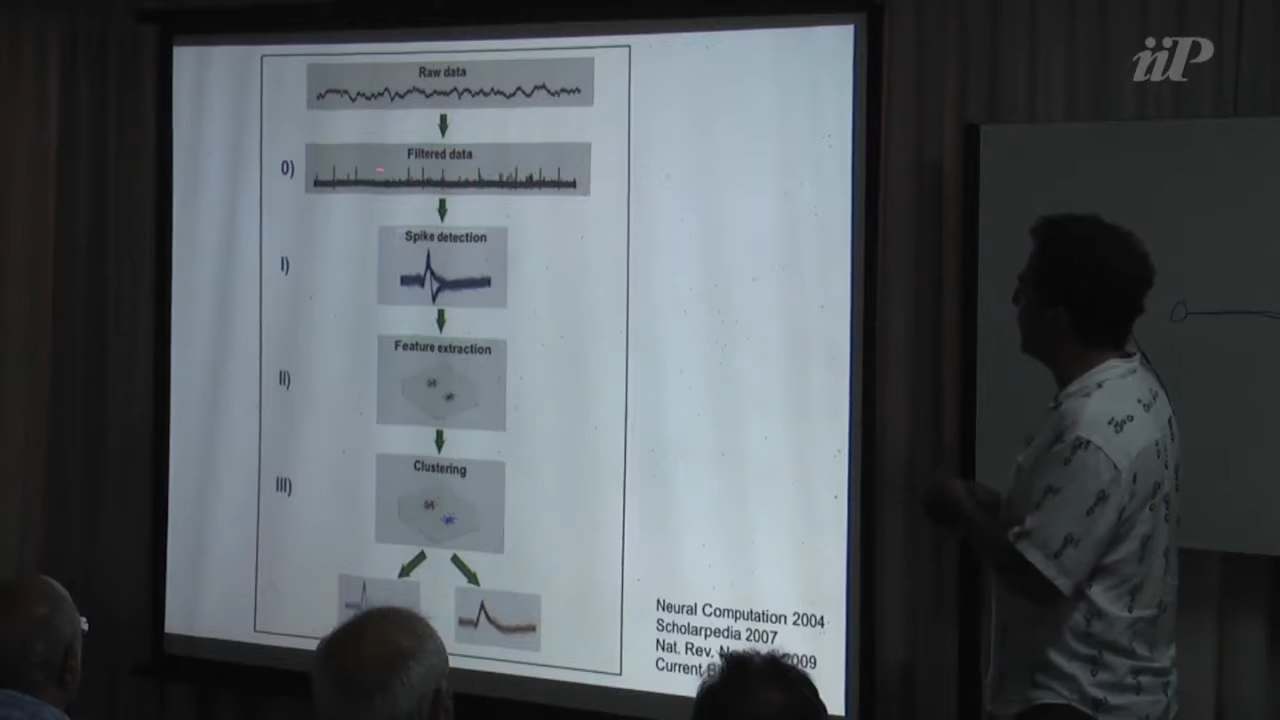 iiP
Raw data
Filtered data
0)
Spike detection
I)
Feature extraction
II)
Clustering
III)
Neural Computation 2004
Scholarpedia 2007
Nat. Rev. 2009
Current